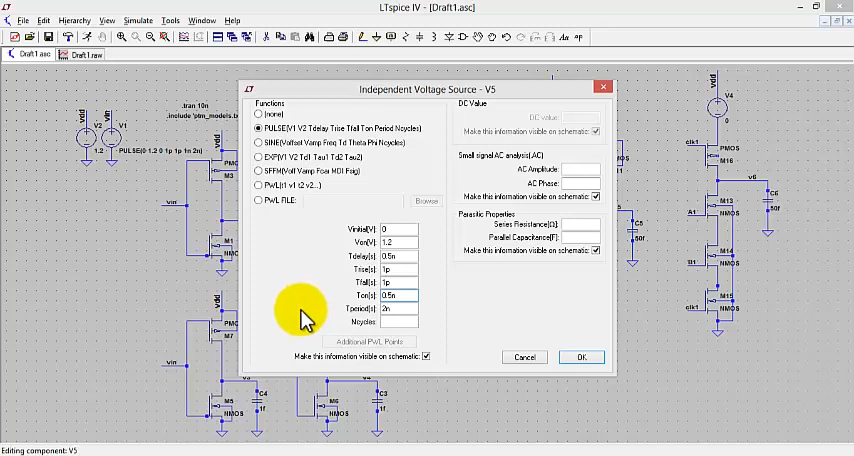 LTspice IV - [Draft1.asc]
File Edit Hierarchy View Simulate Tools Window Help
Draft1.asc Draft1.raw
Independent Voltage Source - V5
Functions
(none)
PULSE(V1 V2 Tdelay Trise Tfall Ton Period Ncycles)
SINE(Voffset Vamp Freq Td Theta Phi Ncycles)
EXP(V1 V2 Td1 Tau1 Td2 Tau2)
SFFM(Voff Vamp Fcar MDI Fsig)
PWL(t1 v1 t2 v2...)
PWL FILE:
Browse
Vinitial[V]: 0
Von[V]: 1.2
Tdelay[s]: 0.5n
Trise[s]: 1p
Tfall[s]: 1p
Ton[s]: 0.5n
Tperiod[s]: 2n
Ncycles:
Additional PWL Points
Make this information visible on schematic:
DC Value
DC value:
Make this information visible on schematic:
Small signal AC analysis(.AC)
AC Amplitude:
AC Phase:
Make this information visible on schematic:
Parasitic Properties
Series Resistance[Ω]:
Parallel Capacitance[F]:
Make this information visible on schematic:
Cancel OK
.tran 10n
.include 'ptm_models.t
vdd vin
V2 V1
1.2 PULSE(0 1.2 0 1p 1p 1n 2n)
vdd
PMOS
M3
vin
M1
NMOS
vdd
PMO
M7
vin
M5
NMOS
C4
1f
M6
NMOS
C3
1f
C5
50f
vdd
V4
clk1
PMOS
M16
v6
M13
NMOS
A1
C6
50f
M14
NMOS
B1
M15
NMOS
clk1
Editing component: V5